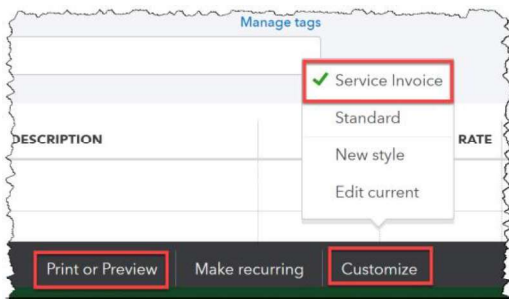 Manage tags
Service Invoice
Standard
DESCRIPTION RATE
New style
Edit current
Print or Preview Make recurring Customize